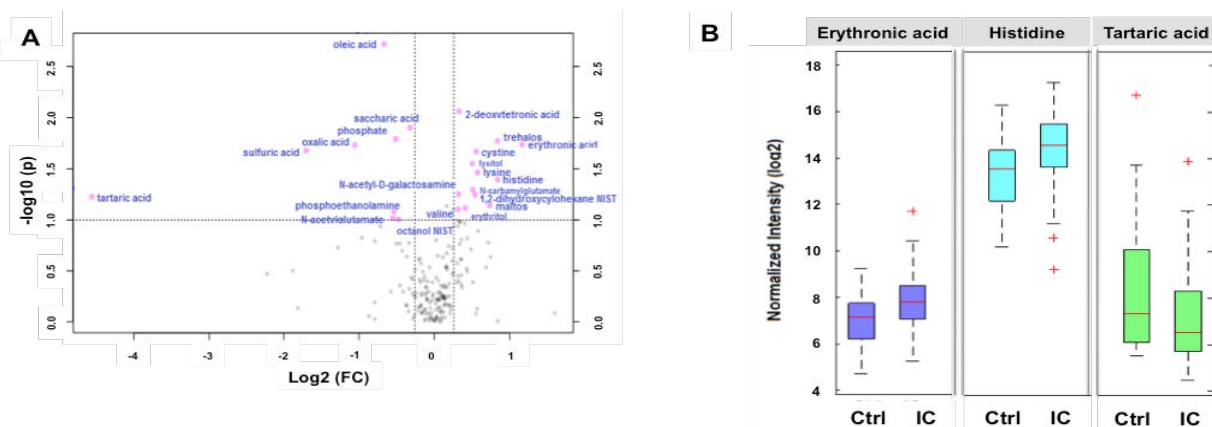 A
oleic acid
2-deoxvtetronic acid
saccharic acid
phosphate
oxalic acid
sulfuric acid
trehalos
erythronic acid
cystine
lyxitol
lysine
histidine
N-acetyl-D-galactosamine
N-carbamylglutamate
1,2-dihydroxycylohexane NIST
tartaric acid
phosphoethanolamine
maltos
valine
erythritol
N-acetvlalutamate
octanol NIST
-log10 (p)
2.5
2.0
1.5
1.0
0.5
0.0
2.5
2.0
1.5
1.0
0.5
0.0
-4
-3
-2
-1
0
1
Log2 (FC)
B
Erythronic acid
Histidine
Tartaric acid
Normalized Intensity (log2)
18
16
14
12
10
8
6
4
Ctrl
IC
Ctrl
IC
Ctrl
IC